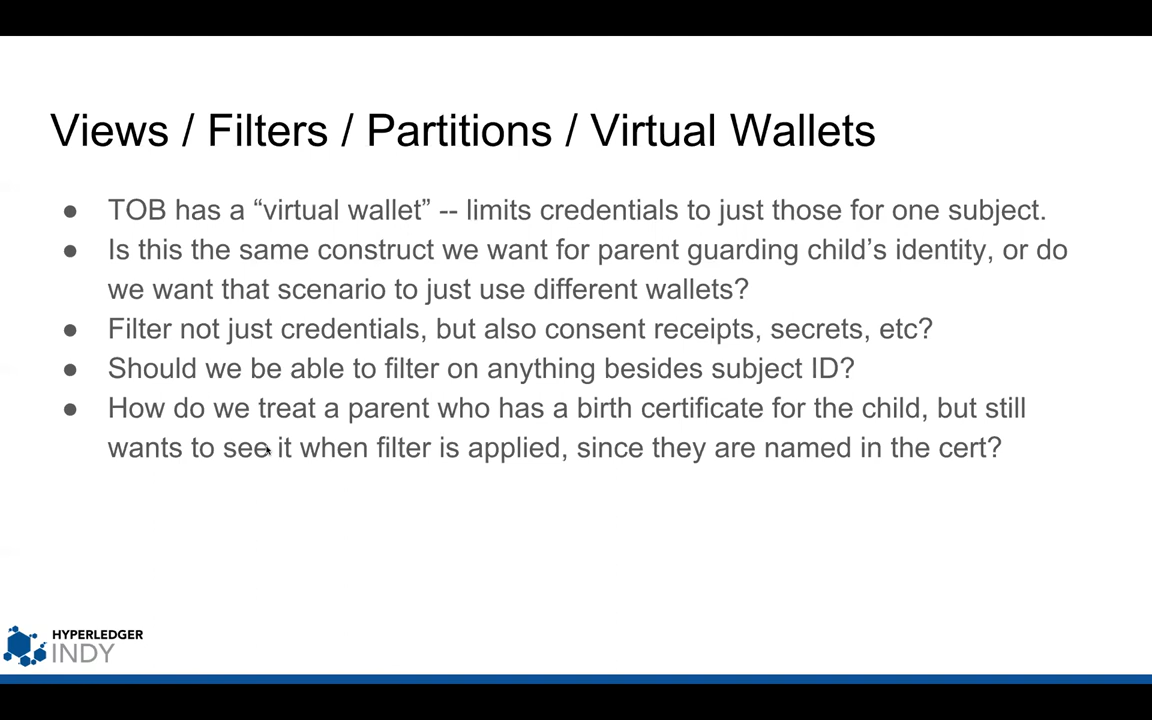 Views / Filters / Partitions / Virtual Wallets
● TOB has a “virtual wallet” -- limits credentials to just those for one subject.
● Is this the same construct we want for parent guarding child’s identity, or do
we want that scenario to just use different wallets?
● Filter not just credentials, but also consent receipts, secrets, etc?
● Should we be able to filter on anything besides subject ID?
● How do we treat a parent who has a birth certificate for the child, but still
wants to see it when filter is applied, since they are named in the cert?
HYPERLEDGER
INDY